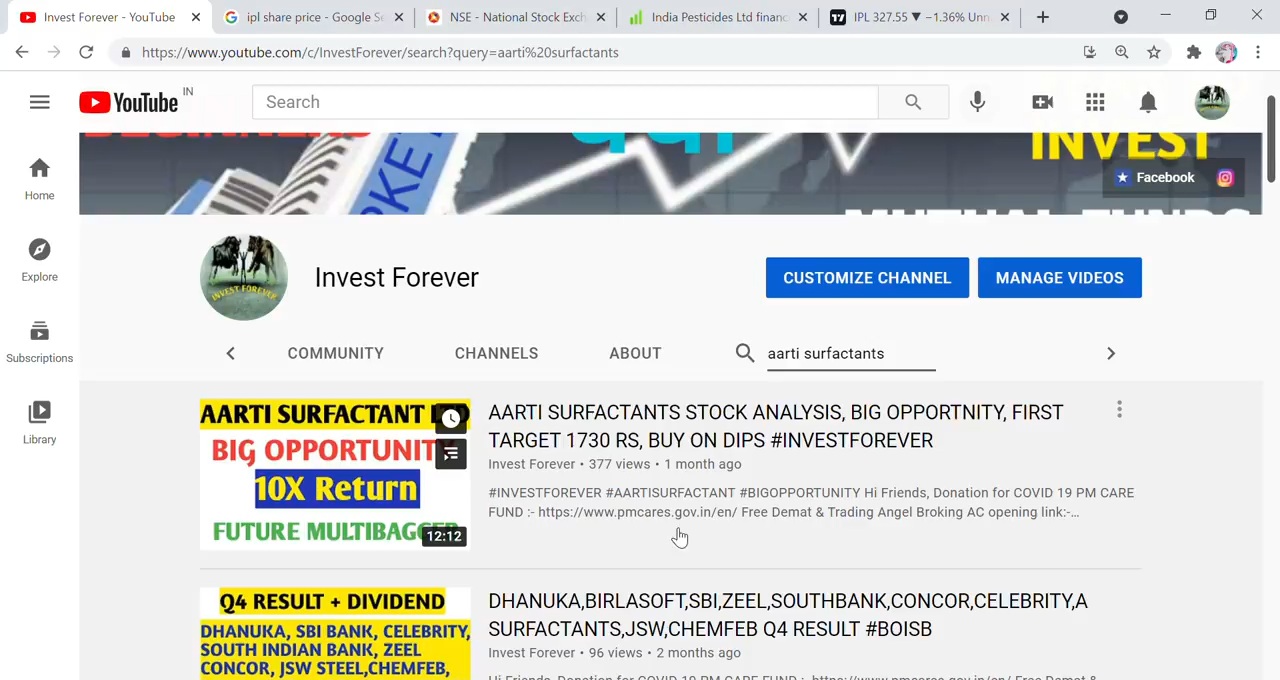 Invest Forever - YouTube
ipl share price - Google Se
NSE - National Stock Exch
India Pesticides Ltd financ
IPL 327.55 ▼ −1.36% Unn
https://www.youtube.com/c/InvestForever/search?query=aarti%20surfactants
YouTube IN
Search
INVEST
Facebook
Home
Explore
Subscriptions
Library
INVEST FOREVER
Invest Forever
CUSTOMIZE CHANNEL
MANAGE VIDEOS
COMMUNITY
CHANNELS
ABOUT
aarti surfactants
AARTI SURFACTANT LTD
BIG OPPORTUNIT
10X Return
FUTURE MULTIBAGGER
12:12
AARTI SURFACTANTS STOCK ANALYSIS, BIG OPPORTNITY, FIRST
TARGET 1730 RS, BUY ON DIPS #INVESTFOREVER
Invest Forever • 377 views • 1 month ago
#INVESTFOREVER #AARTISURFACTANT #BIGOPPORTUNITY Hi Friends, Donation for COVID 19 PM CARE
FUND :- https://www.pmcares.gov.in/en/ Free Demat & Trading Angel Broking AC opening link:-...
Q4 RESULT + DIVIDEND
DHANUKA, SBI BANK, CELEBRITY,
SOUTH INDIAN BANK, ZEEL
CONCOR, JSW STEEL,CHEMFEB,
DHANUKA,BIRLASOFT,SBI,ZEEL,SOUTHBANK,CONCOR,CELEBRITY,A
SURFACTANTS,JSW,CHEMFEB Q4 RESULT #BOISB
Invest Forever • 96 views • 2 months ago